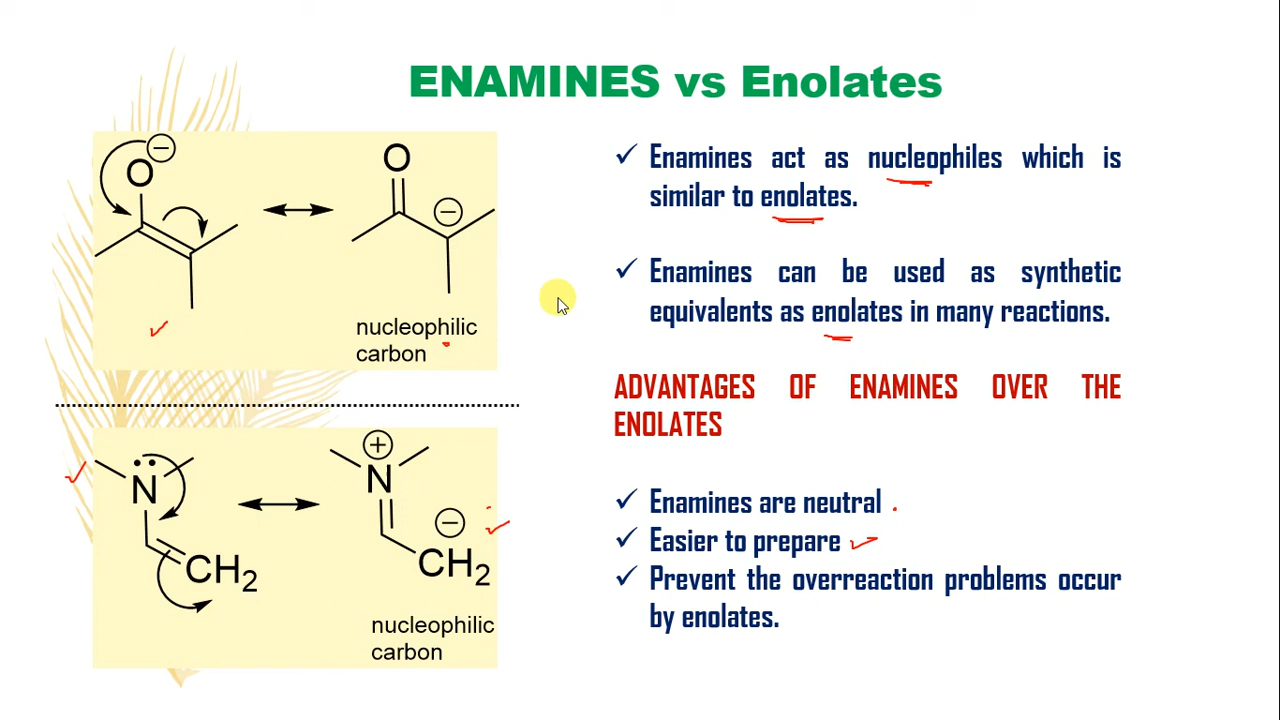 ENAMINES vs Enolates
O
O
nucleophilic
carbon
N
CH2
N
CH2
nucleophilic
carbon
✓ Enamines act as nucleophiles which is
similar to enolates.
✓ Enamines can be used as synthetic
equivalents as enolates in many reactions.
ADVANTAGES OF ENAMINES OVER THE
ENOLATES
✓ Enamines are neutral
✓ Easier to prepare
✓ Prevent the overreaction problems occur
by enolates.